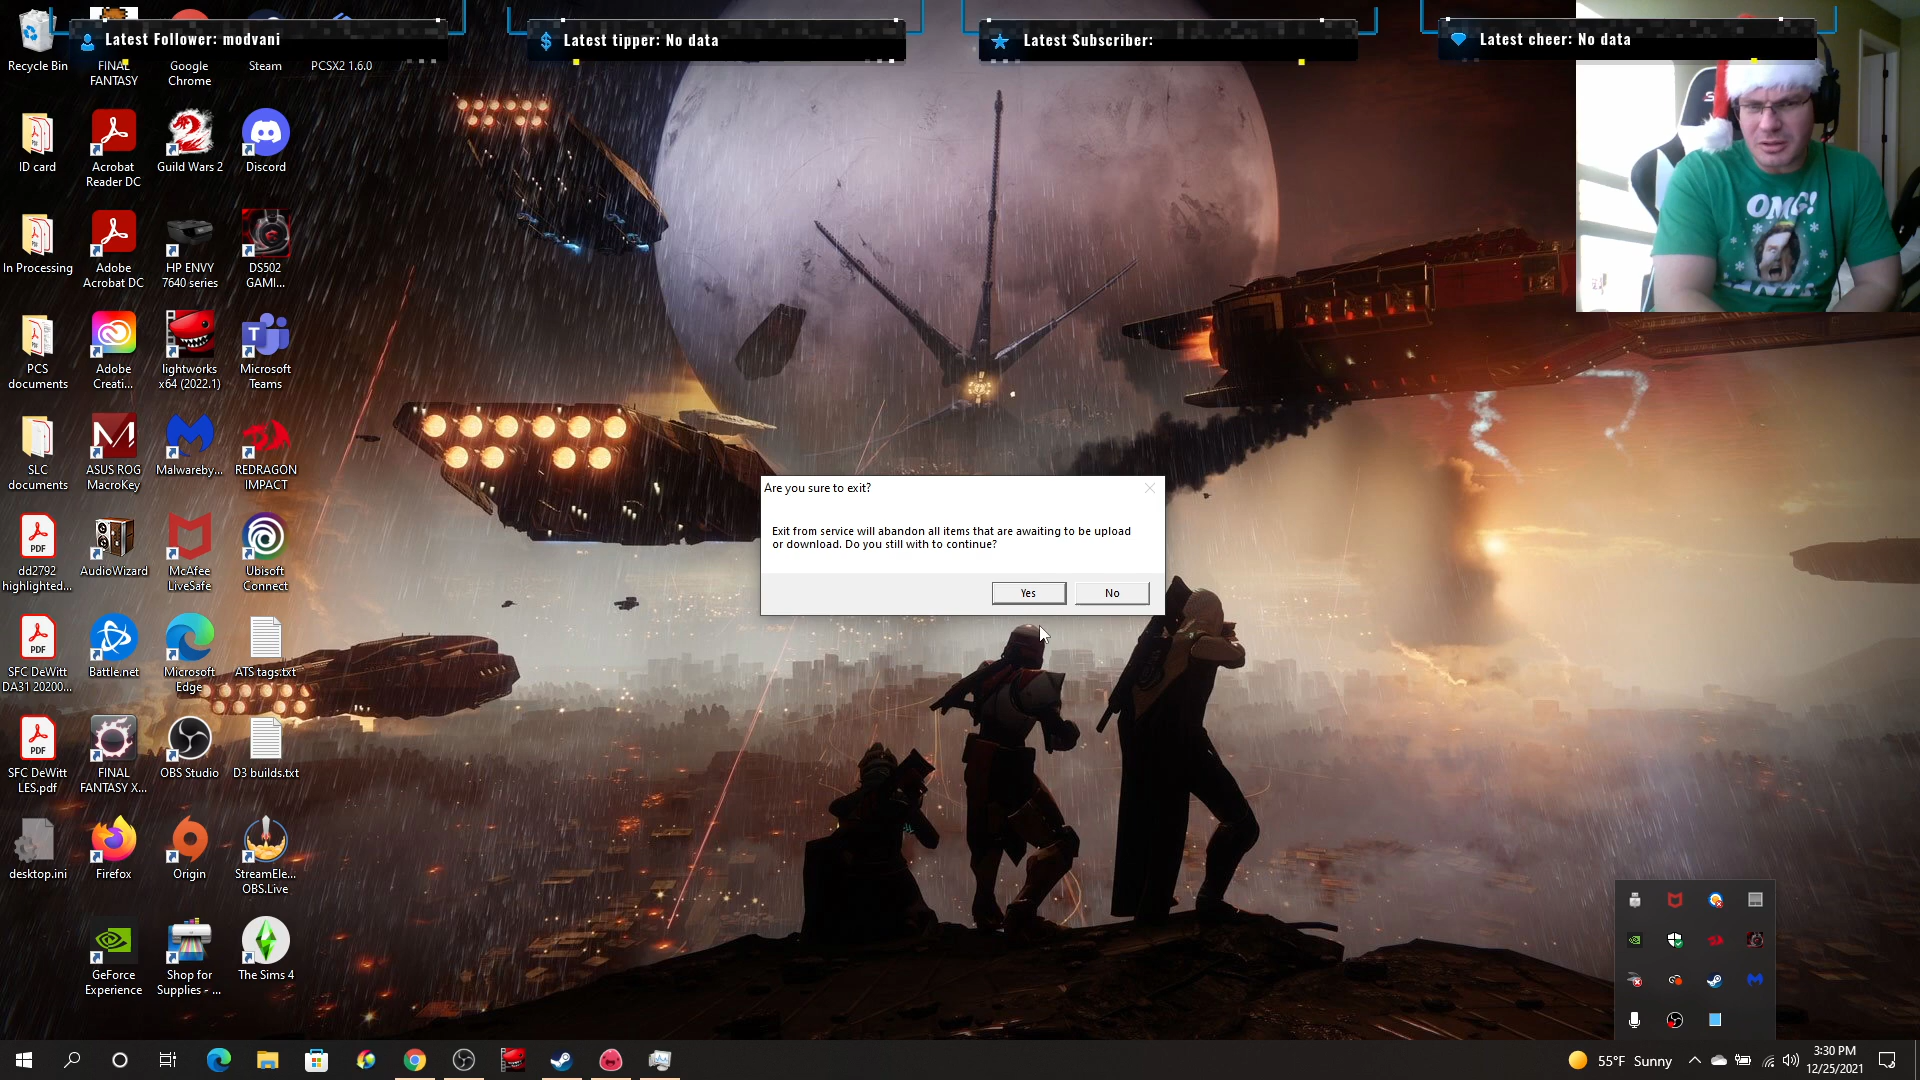 Latest Follower: modvani
Latest tipper: No data
Latest Subscriber:
Latest cheer: No data
Recycle Bin
FINAL
FANTASY
Google
Chrome
Steam
PCSX2 1.6.0
ID card
Acrobat
Reader DC
Guild Wars 2
Discord
In Processing
Adobe
Acrobat DC
HP ENVY
7640 series
DS502
GAMI...
PCS
documents
Adobe
Creati...
lightworks
x64 (2022.1)
Microsoft
Teams
SLC
documents
ASUS ROG
MacroKey
Malwareby...
REDRAGON
IMPACT
PDF
dd2792
highlighted...
AudioWizard
McAfee
LiveSafe
Ubisoft
Connect
PDF
SFC DeWitt
DA31 20200...
Battle.net
Microsoft
Edge
ATS tags.txt
PDF
SFC DeWitt
LES.pdf
FINAL
FANTASY X...
OBS Studio
D3 builds.txt
desktop.ini
Firefox
Origin
StreamEle...
OBS.Live
GeForce
Experience
Shop for
Supplies - ...
The Sims 4
Are you sure to exit?
Exit from service will abandon all items that are awaiting to be upload
or download. Do you still with to continue?
Yes
No
OMG!
55°F Sunny
3:30 PM
12/25/2021